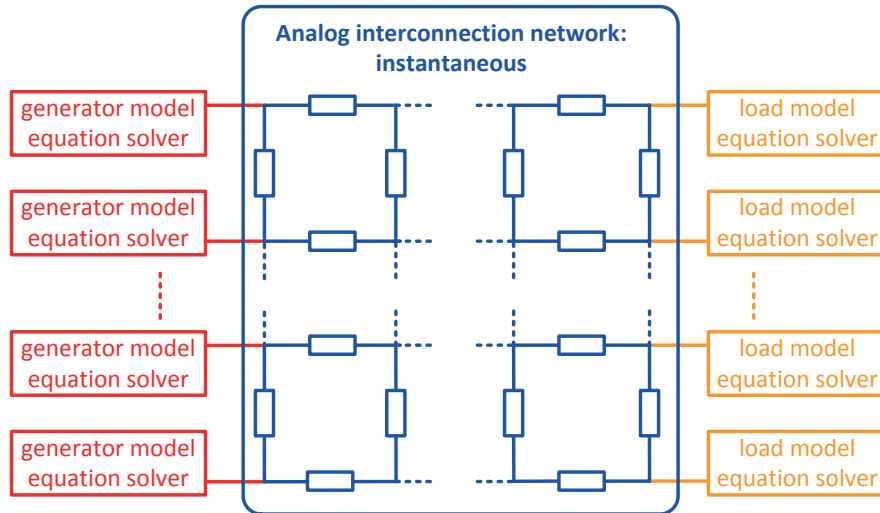 Analog interconnection network:
instantaneous
generator model
equation solver
load model
equation solver
generator model
equation solver
load model
equation solver
generator model
equation solver
load model
equation solver
generator model
equation solver
load model
equation solver